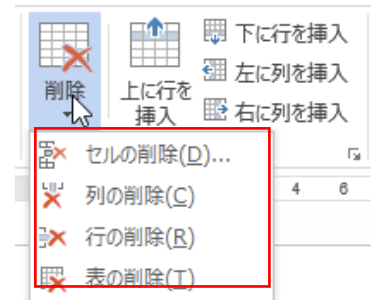 削除
上に行を
挿入
下に行を挿入
左に列を挿入
右に列を挿入
セルの削除(D)...
列の削除(C)
行の削除(R)
表の削除(T)
4 6